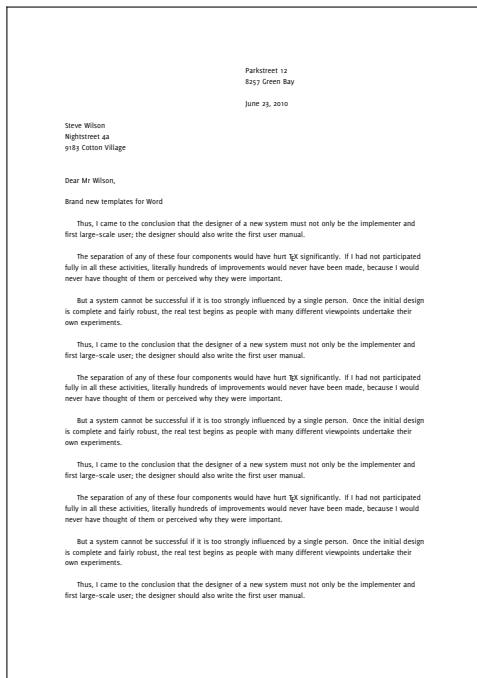 Parkstreet 12
8257 Green Bay
June 23, 2010
Steve Wilson
Nightstreet 4a
9183 Cotton Village
Dear Mr Wilson,
Brand new templates for Word
Thus, I came to the conclusion that the designer of a new system must not only be the implementer and
first large-scale user; the designer should also write the first user manual.
The separation of any of these four components would have hurt TEX significantly. If I had not participated
fully in all these activities, literally hundreds of improvements would never have been made, because I would
never have thought of them or perceived why they were important.
But a system cannot be successful if it is too strongly influenced by a single person. Once the initial design
is complete and fairly robust, the real test begins as people with many different viewpoints undertake their
own experiments.
Thus, I came to the conclusion that the designer of a new system must not only be the implementer and
first large-scale user; the designer should also write the first user manual.
The separation of any of these four components would have hurt TEX significantly. If I had not participated
fully in all these activities, literally hundreds of improvements would never have been made, because I would
never have thought of them or perceived why they were important.
But a system cannot be successful if it is too strongly influenced by a single person. Once the initial design
is complete and fairly robust, the real test begins as people with many different viewpoints undertake their
own experiments.
Thus, I came to the conclusion that the designer of a new system must not only be the implementer and
first large-scale user; the designer should also write the first user manual.
The separation of any of these four components would have hurt TEX significantly. If I had not participated
fully in all these activities, literally hundreds of improvements would never have been made, because I would
never have thought of them or perceived why they were important.
But a system cannot be successful if it is too strongly influenced by a single person. Once the initial design
is complete and fairly robust, the real test begins as people with many different viewpoints undertake their
own experiments.
Thus, I came to the conclusion that the designer of a new system must not only be the implementer and
first large-scale user; the designer should also write the first user manual.